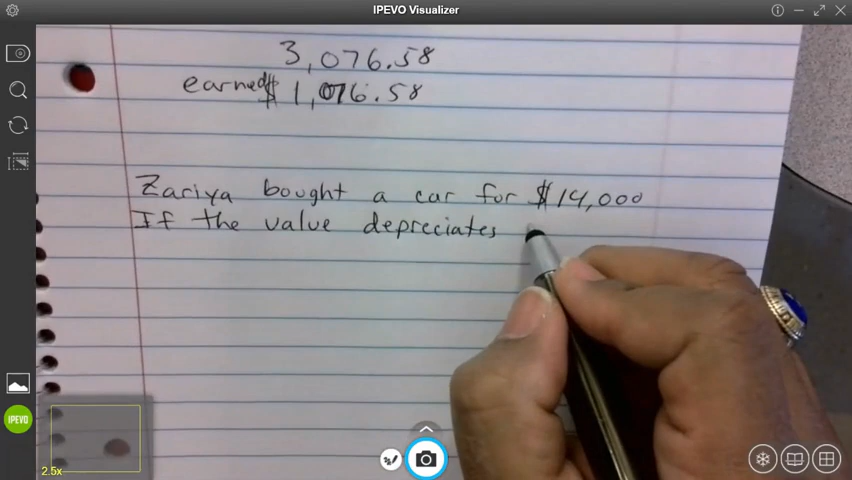 IPEVO Visualizer
3,076.58
earned $1,076.58
Zariya bought a car for $14,000
If the value depreciates
IPEVO
2.5x